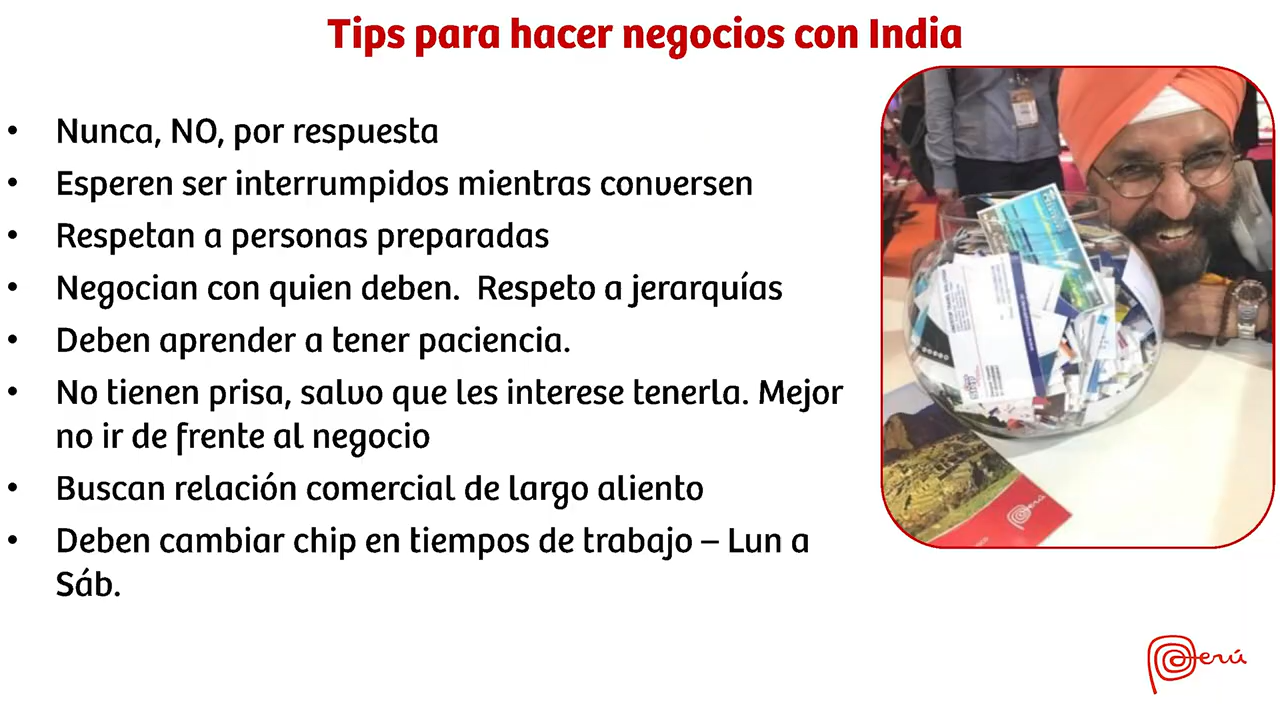 Tips para hacer negocios con India
• Nunca, NO, por respuesta
• Esperen ser interrumpidos mientras conversen
• Respetan a personas preparadas
• Negocian con quien deben.  Respeto a jerarquías
• Deben aprender a tener paciencia.
• No tienen prisa, salvo que les interese tenerla. Mejor
no ir de frente al negocio
• Buscan relación comercial de largo aliento
• Deben cambiar chip en tiempos de trabajo – Lun a
Sáb.
Perú
Perú